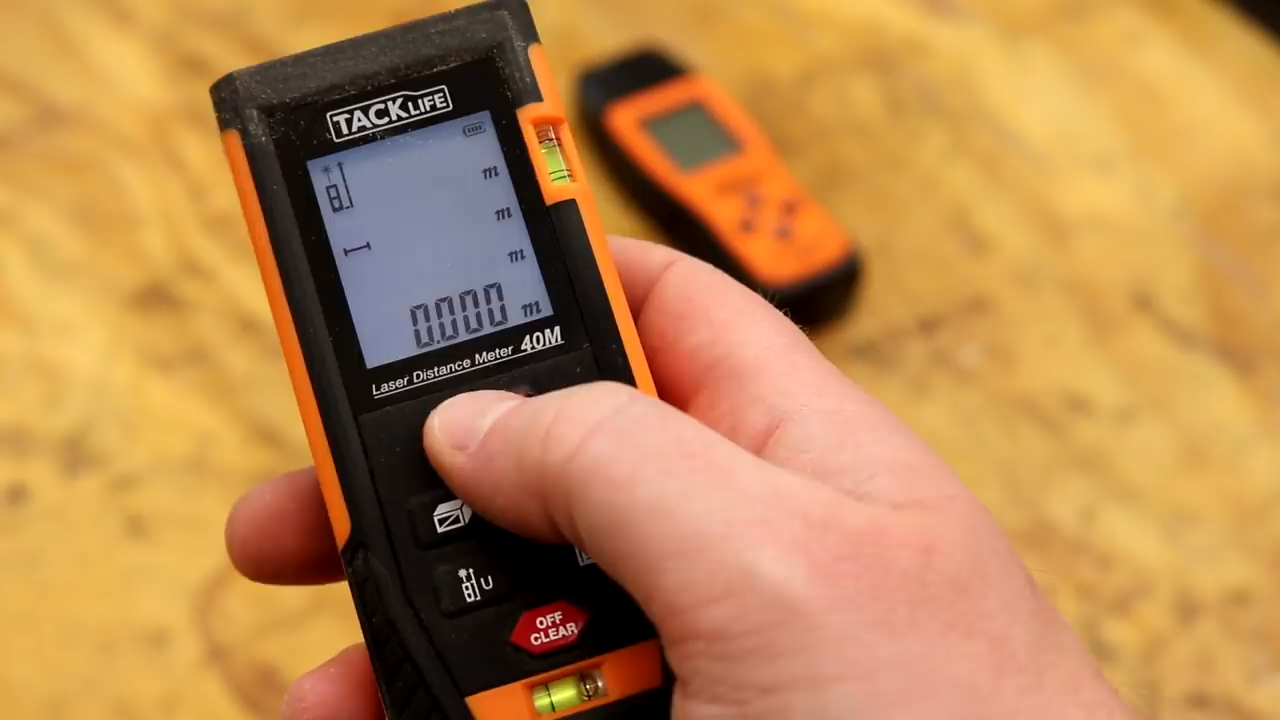 TACKLIFE
m
m
m
0.000 m
Laser Distance Meter 40M
U
OFF
CLEAR